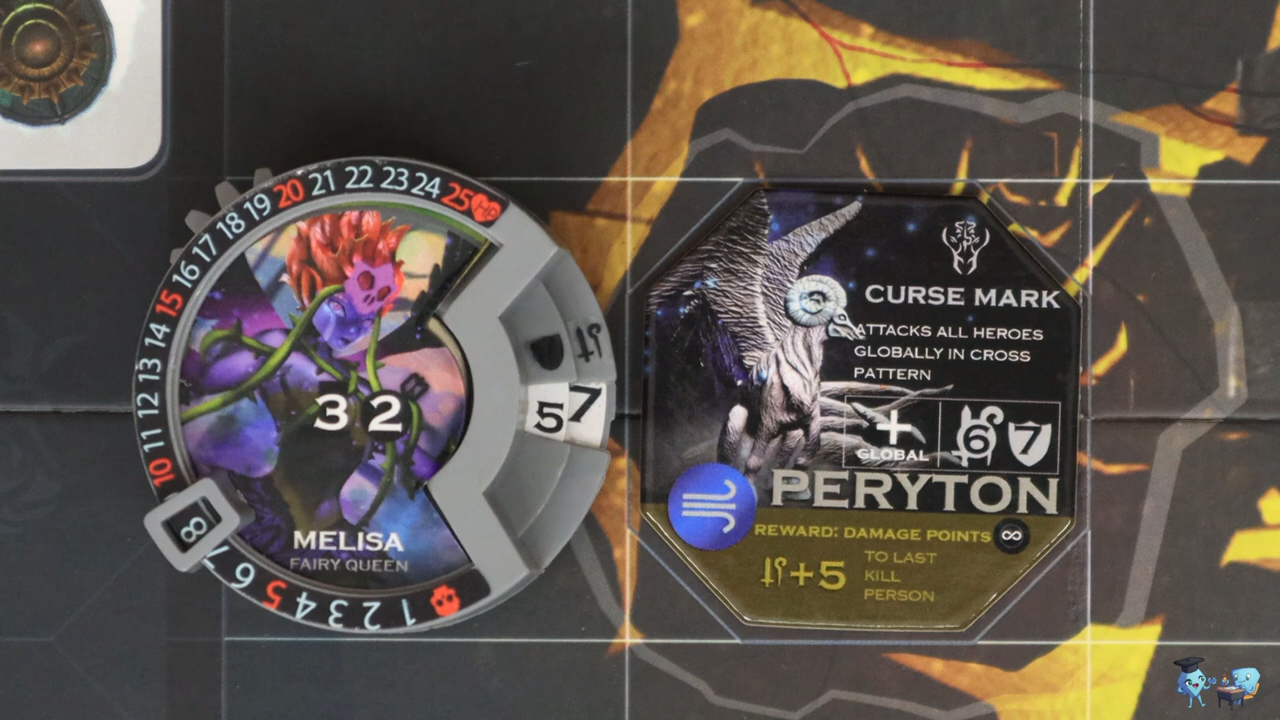 20 21 22 23 24 25 HP
19
18
17
16
15
14
13
12
11
10
8
7
6
5
4
3
2
1
3 2
5 7
MELISA
FAIRY QUEEN
CURSE MARK
ATTACKS ALL HEROES
GLOBALLY IN CROSS
PATTERN
+
GLOBAL
6
7
PERYTON
REWARD: DAMAGE POINTS ∞
+5
TO LAST
KILL
PERSON